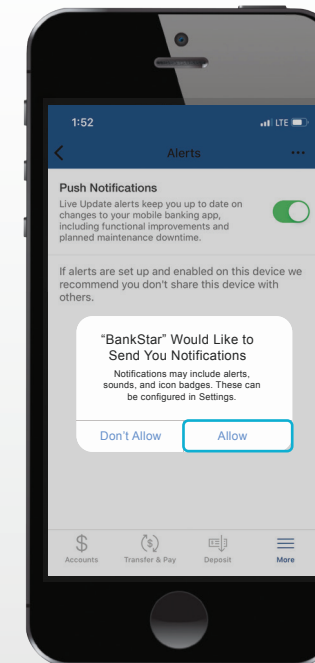 1:52
LTE
Alerts
Push Notifications
Live Update alerts keep you up to date on
changes to your mobile banking app,
including functional improvements and
planned maintenance downtime.
If alerts are set up and enabled on this device we
recommend you don't share this device with
others.
“BankStar” Would Like to
Send You Notifications
Notifications may include alerts,
sounds, and icon badges. These can
be configured in Settings.
Don’t Allow Allow
Accounts Transfer & Pay Deposit More